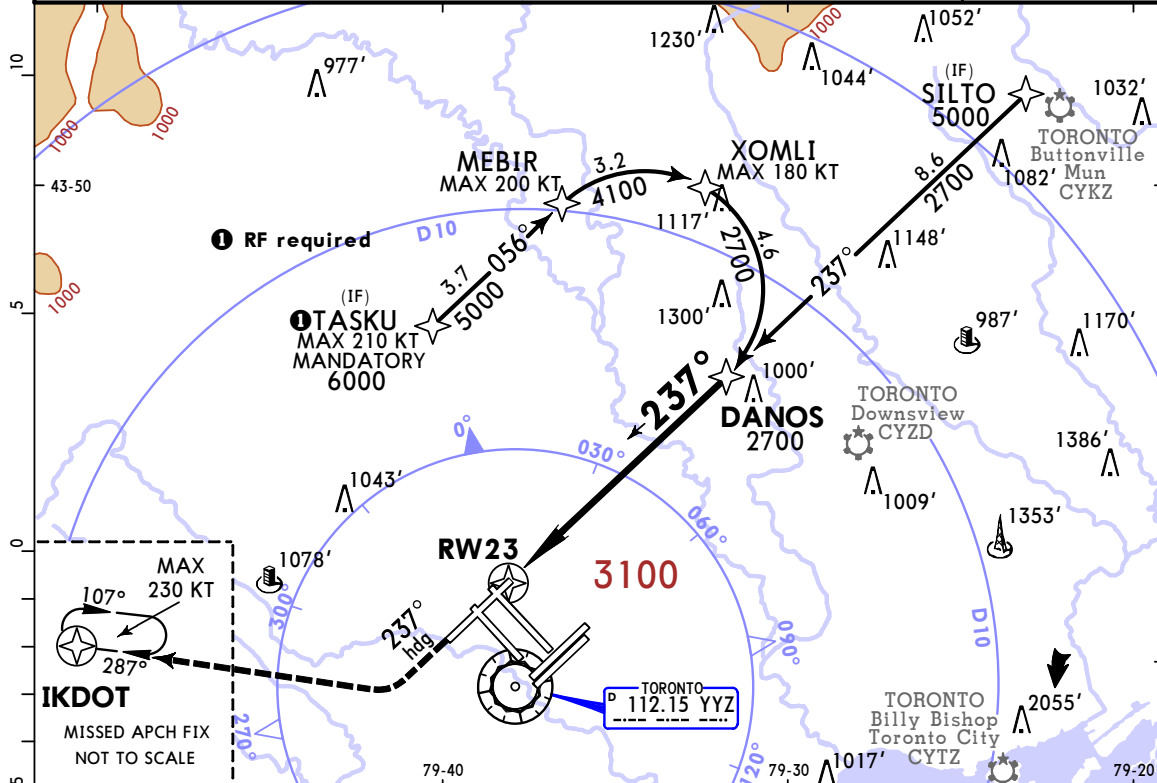 1052'
1230'
1000
1044'
977'
(IF)
SILTO
5000
1032'
10
1000
1000
TORONTO
Buttonville
Mun
CYKZ
MEBIR
MAX 200 KT
3.2
4100
XOMLI
MAX 180 KT
8.6
2700
1082'
43-50
1117'
D10
❶ RF required
056°
3.7
5000
4.6
2700
1148'
237°
1000
5
(IF)
❶TASKU
MAX 210 KT
MANDATORY
6000
1300'
987'
1170'
237°
1000'
DANOS
2700
TORONTO
Downsview
CYZD
0°
030°
1386'
1043'
1009'
060°
1353'
0
RW23
3100
1078'
MAX
230 KT
107°
300°
237°
hdg
090°
D10
287°
IKDOT
MISSED APCH FIX
NOT TO SCALE
270°
TORONTO
D 112.15 YYZ
2055'
TORONTO
Billy Bishop
Toronto City
CYTZ
120°
1017'
5
79-40
79-30
79-20